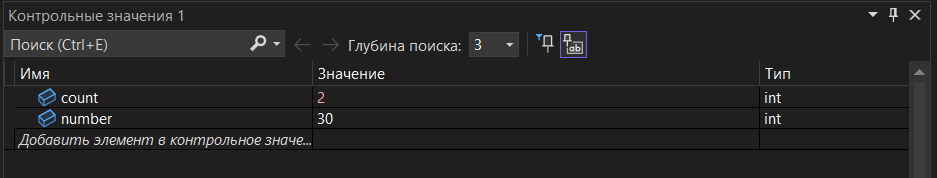 Контрольные значения 1
Поиск (Ctrl+E) Глубина поиска: 3
Имя Значение Тип
count 2 int
number 30 int
Добавить элемент в контрольное значе...